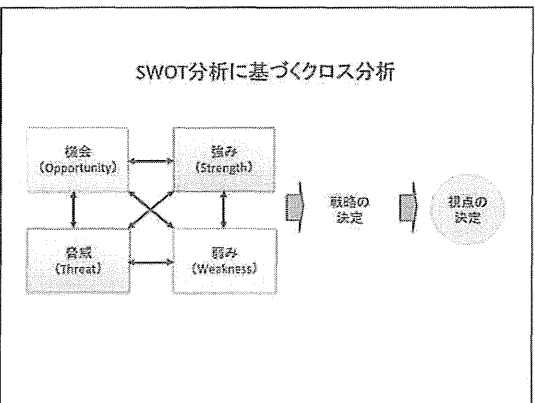 SWOT分析に基づくクロス分析
機会
(Opportunity)
強み
(Strength)
脅威
(Threat)
弱み
(Weakness)
戦略の
決定
視点の
決定